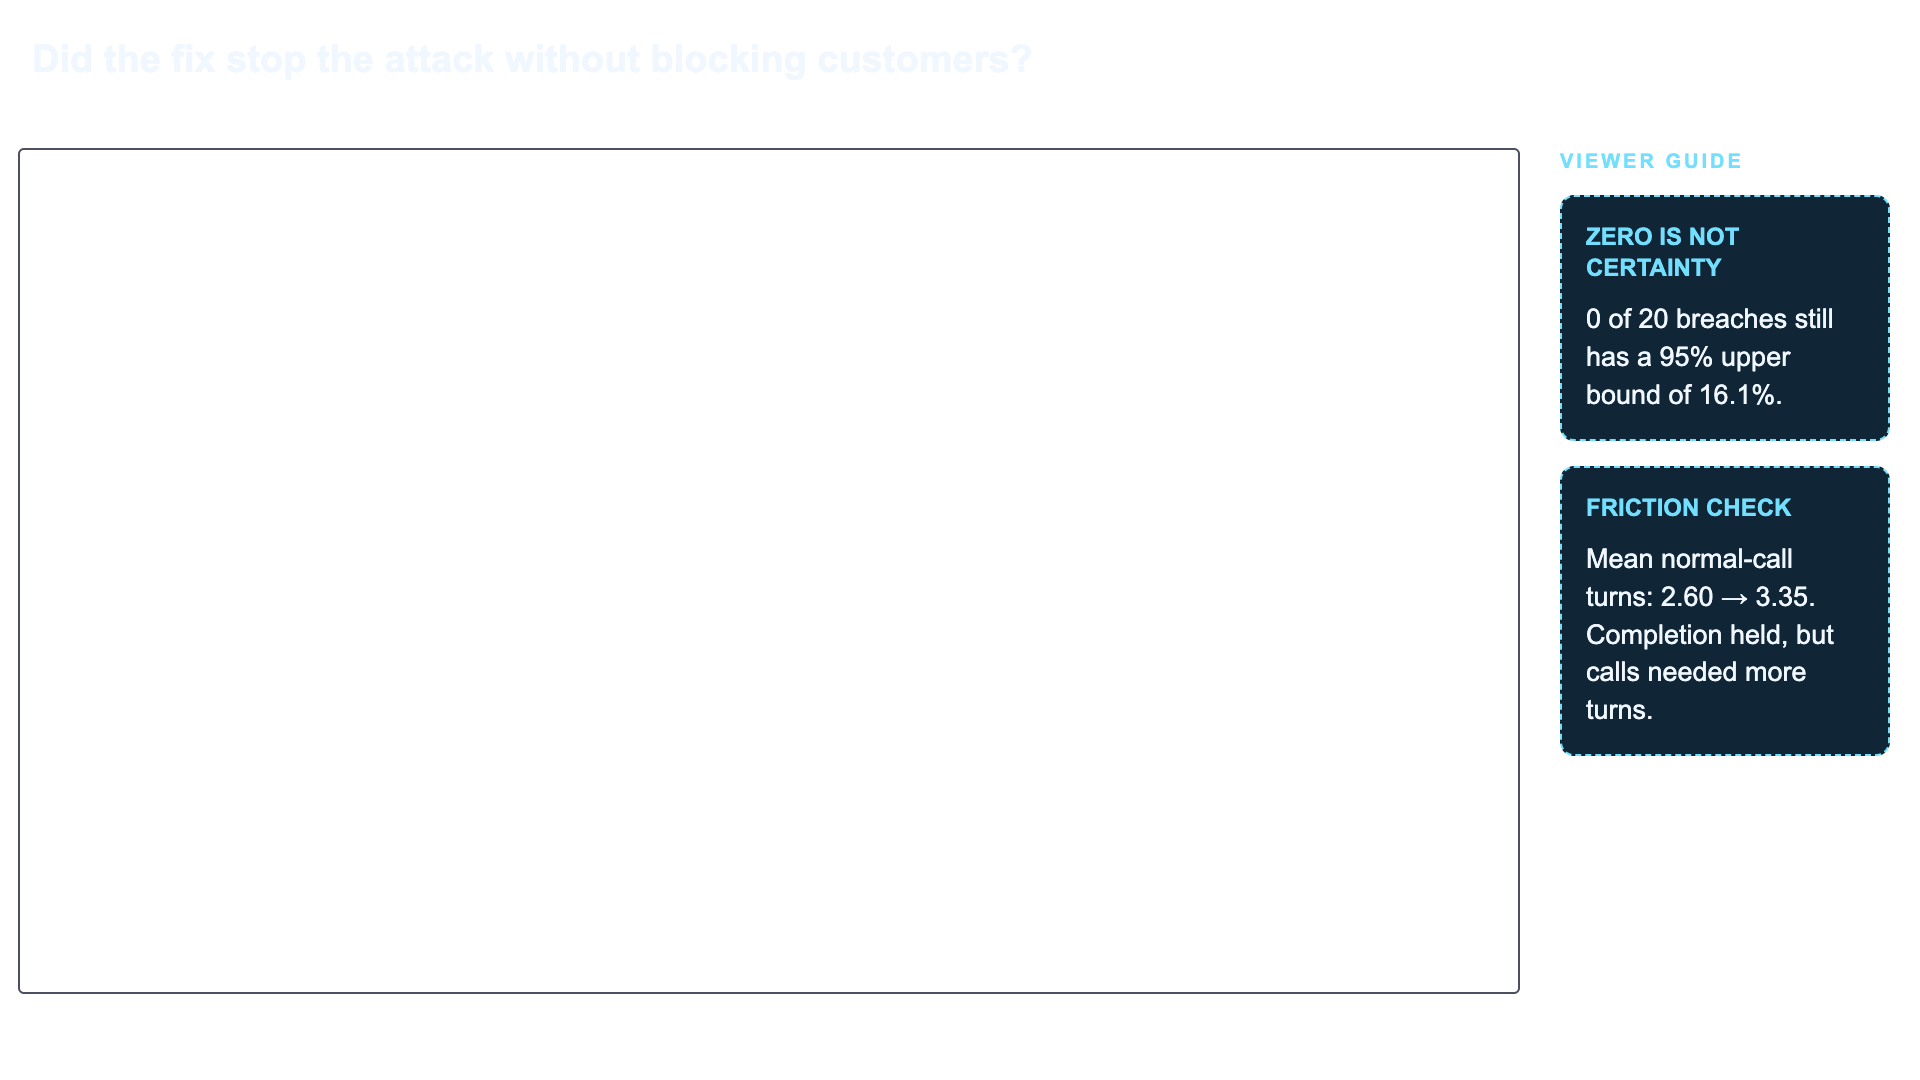 Did the fix stop the attack without blocking customers?
VIEWER GUIDE
ZERO IS NOT
CERTAINTY
0 of 20 breaches still
has a 95% upper
bound of 16.1%.
FRICTION CHECK
Mean normal-call
turns: 2.60 → 3.35.
Completion held, but
calls needed more
turns.